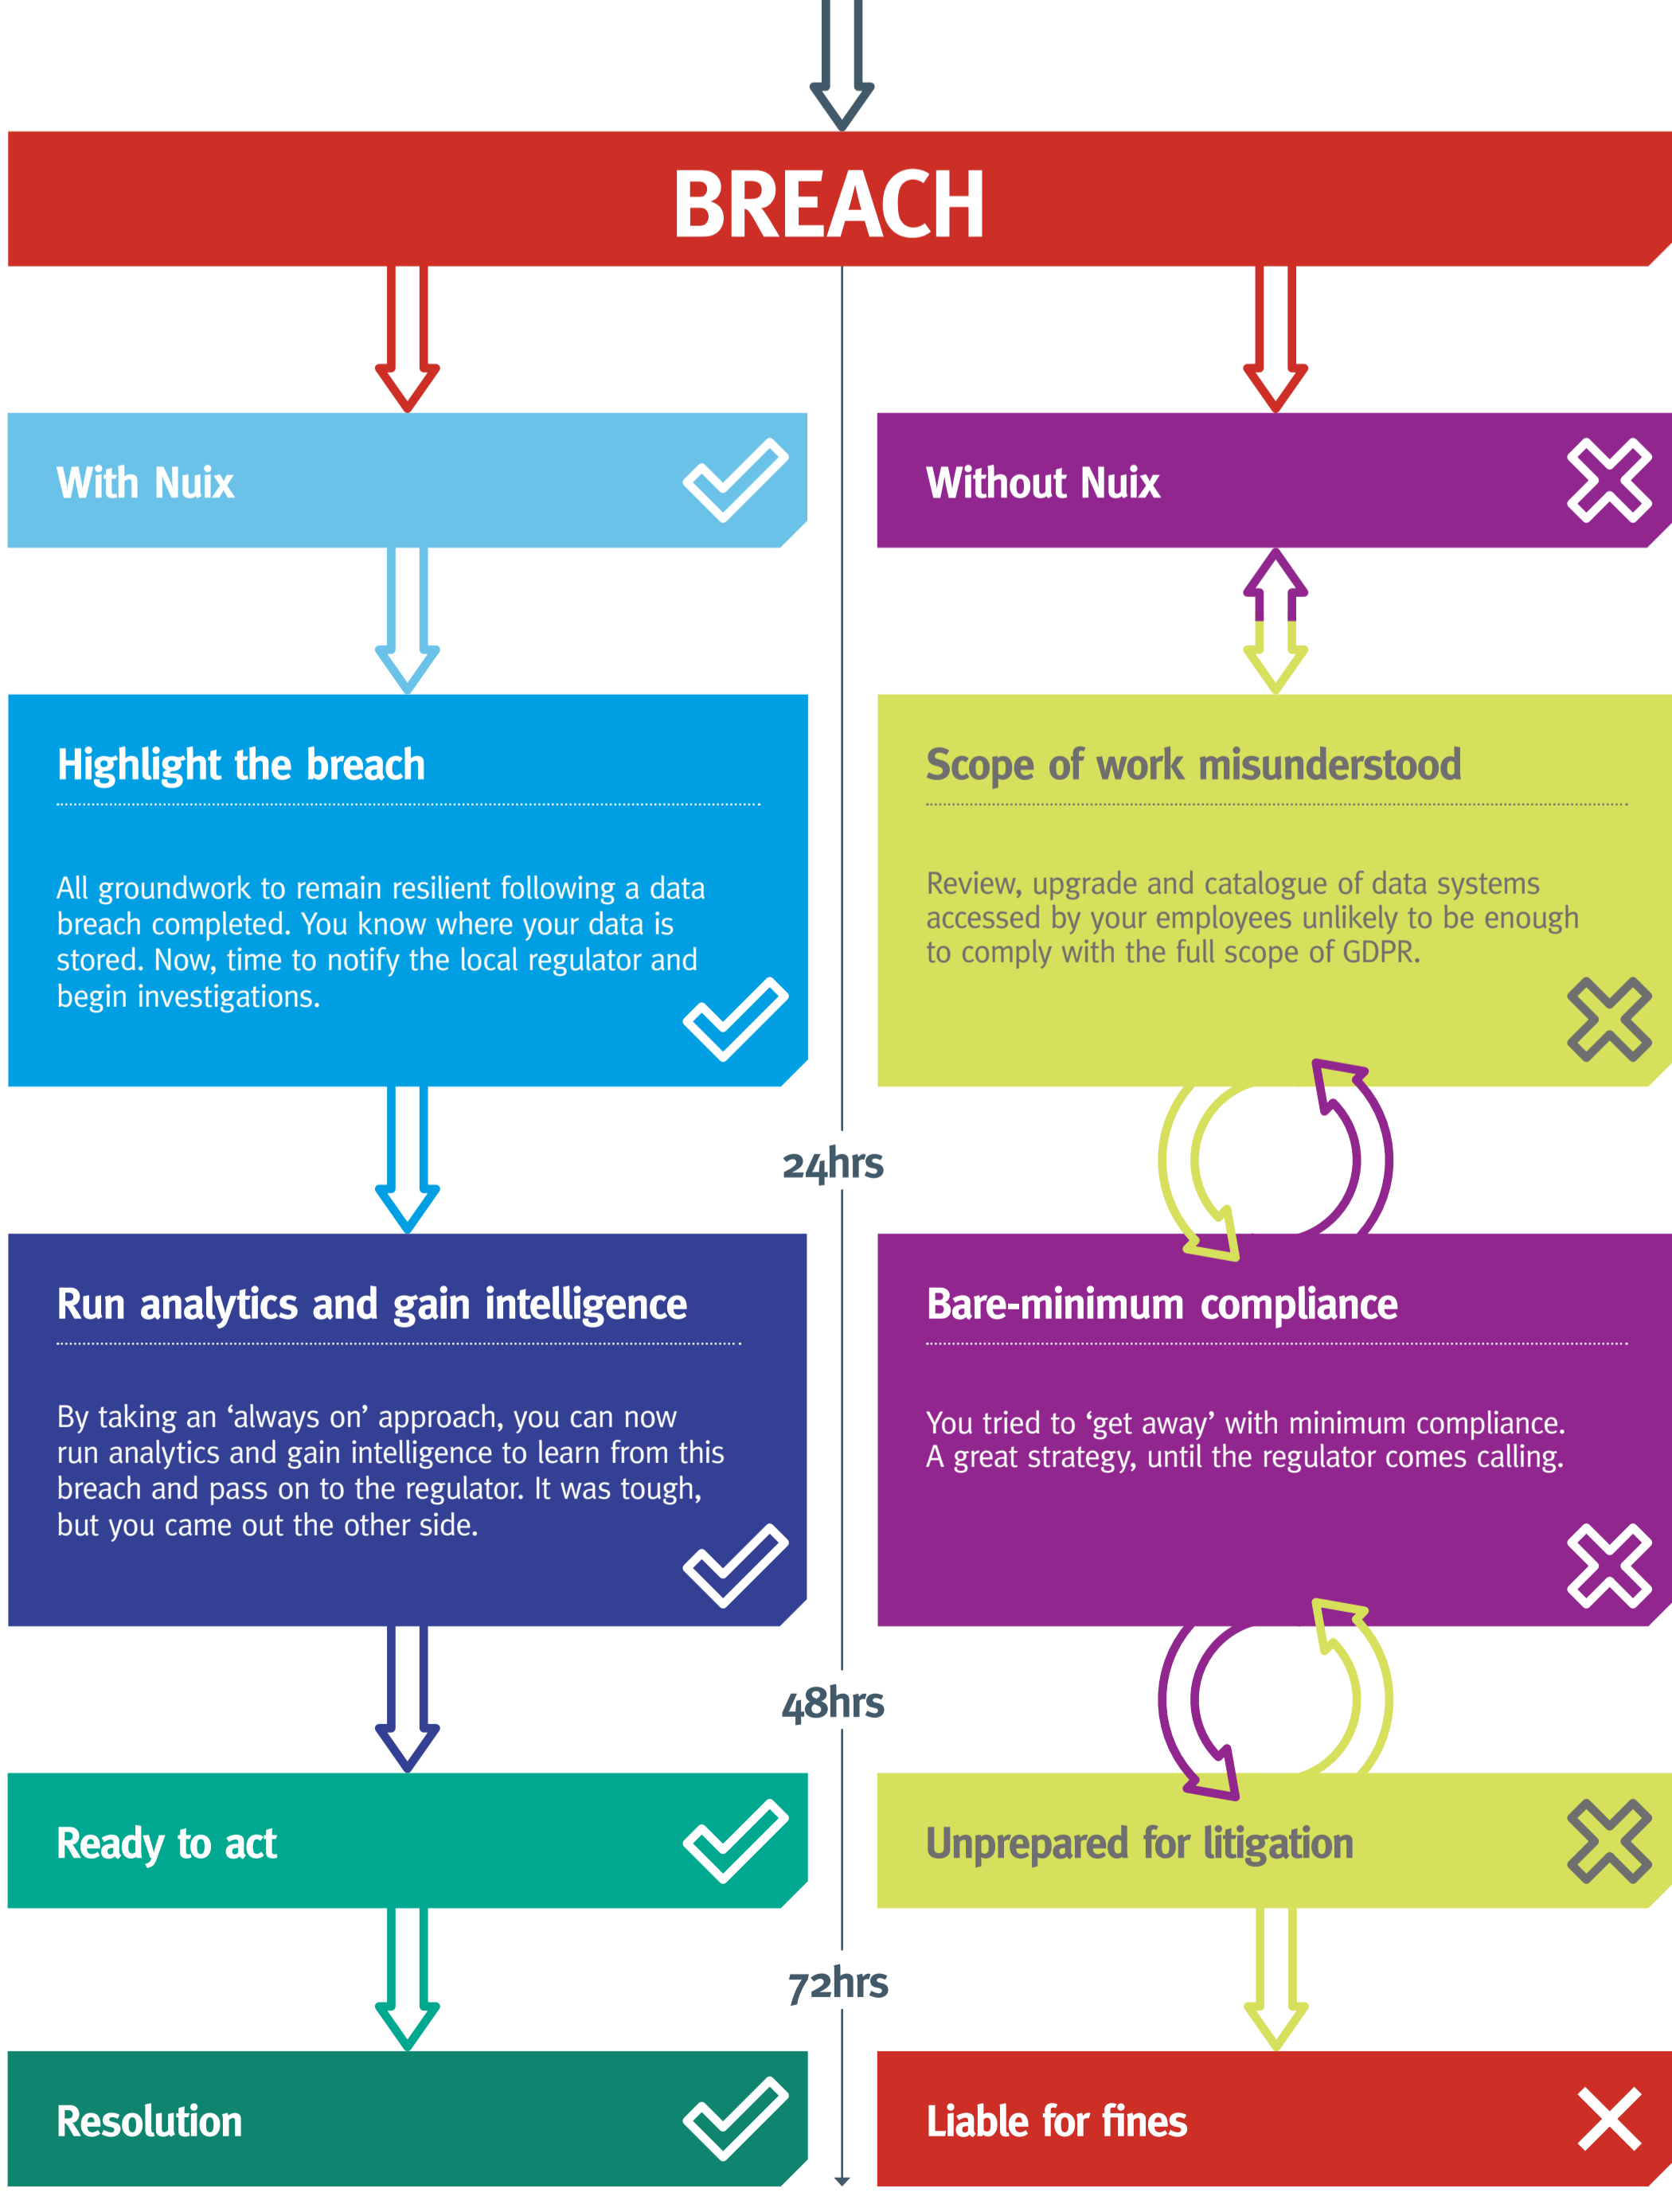 BREACH
With Nuix
Without Nuix
Highlight the breach
All groundwork to remain resilient following a data
breach completed. You know where your data is
stored. Now, time to notify the local regulator and
begin investigations.
Scope of work misunderstood
Review, upgrade and catalogue of data systems
accessed by your employees unlikely to be enough
to comply with the full scope of GDPR.
24hrs
Run analytics and gain intelligence
By taking an ‘always on’ approach, you can now
run analytics and gain intelligence to learn from this
breach and pass on to the regulator. It was tough,
but you came out the other side.
Bare-minimum compliance
You tried to ‘get away’ with minimum compliance.
A great strategy, until the regulator comes calling.
48hrs
Ready to act
Unprepared for litigation
72hrs
Resolution
Liable for fines